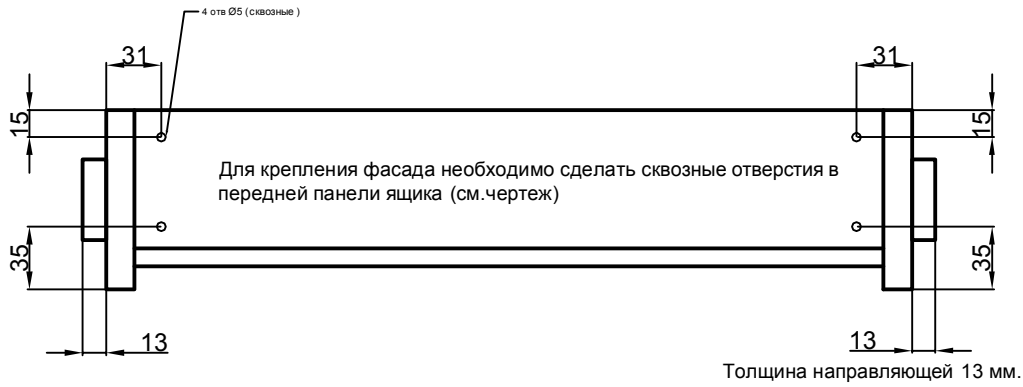 4 отв Ø5 (сквозные )
31
31
15
15
Для крепления фасада необходимо сделать сквозные отверстия в
передней панели ящика (см.чертеж)
35
35
13
13
Толщина направляющей 13 мм.